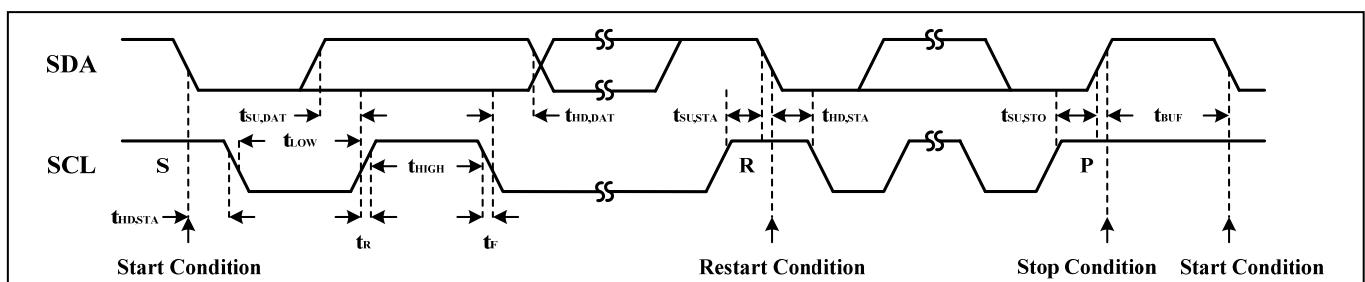 SDA
tSU,DAT
tHD,DAT
tSU,STA
tHD,STA
tSU,STO
tBUF
tLOW
SCL
S
tHIGH
R
P
tHD,STA
tR
tF
Start Condition
Restart Condition
Stop Condition
Start Condition